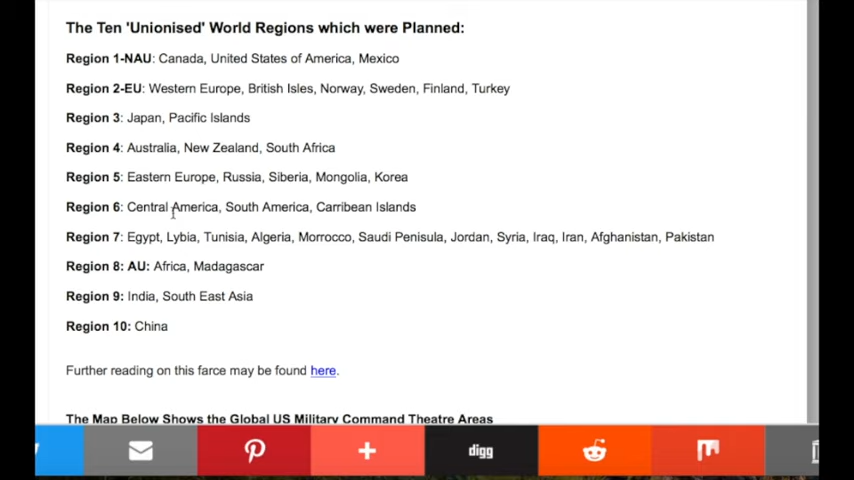 The Ten 'Unionised' World Regions which were Planned:
Region 1-NAU: Canada, United States of America, Mexico
Region 2-EU: Western Europe, British Isles, Norway, Sweden, Finland, Turkey
Region 3: Japan, Pacific Islands
Region 4: Australia, New Zealand, South Africa
Region 5: Eastern Europe, Russia, Siberia, Mongolia, Korea
Region 6: Central America, South America, Carribean Islands
Region 7: Egypt, Lybia, Tunisia, Algeria, Morrocco, Saudi Penisula, Jordan, Syria, Iraq, Iran, Afghanistan, Pakistan
Region 8: AU: Africa, Madagascar
Region 9: India, South East Asia
Region 10: China
Further reading on this farce may be found here.
The Map Below Shows the Global US Military Command Theatre Areas
digg